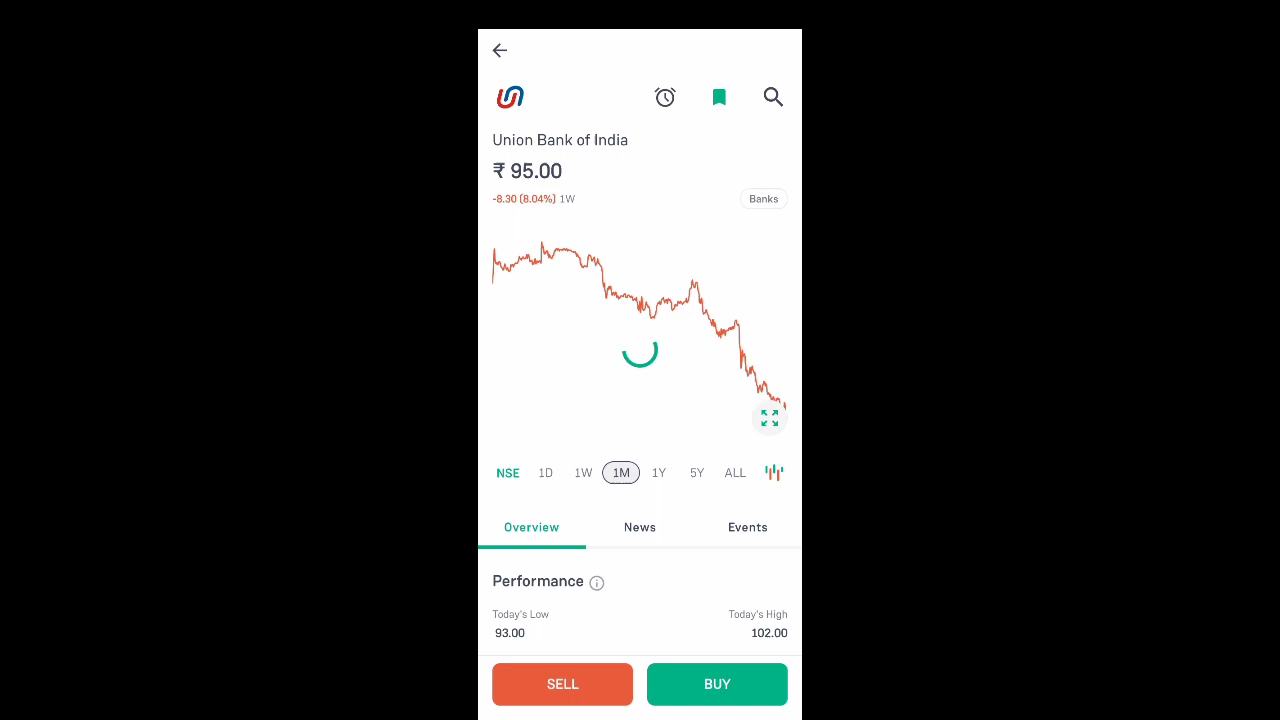 Union Bank of India
₹ 95.00
-8.30 (8.04%) 1W
Banks
NSE 1D 1W 1M 1Y 5Y ALL
Overview News Events
Performance
Today's Low Today's High
93.00 102.00
SELL BUY